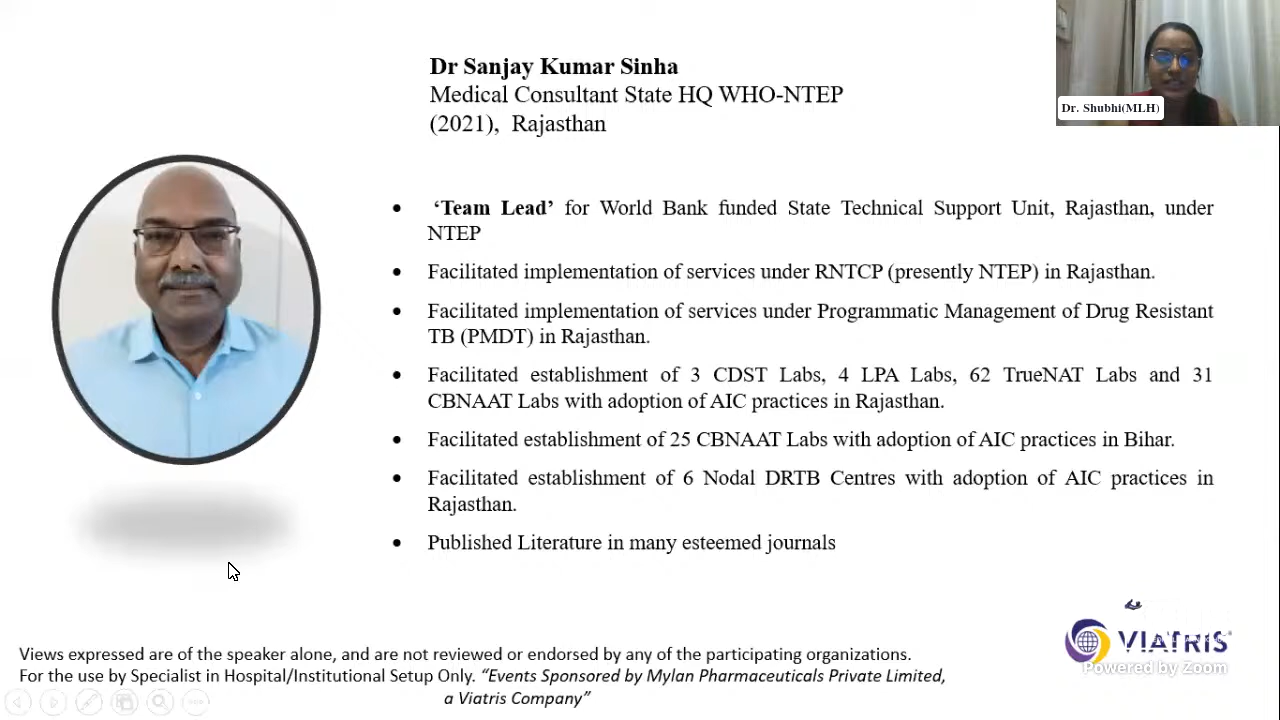 Dr Sanjay Kumar Sinha
Medical Consultant State HQ WHO-NTEP
(2021), Rajasthan
Dr. Shubhi(MLH)
• ‘Team Lead’ for World Bank funded State Technical Support Unit, Rajasthan, under
NTEP
• Facilitated implementation of services under RNTCP (presently NTEP) in Rajasthan.
• Facilitated implementation of services under Programmatic Management of Drug Resistant
TB (PMDT) in Rajasthan.
• Facilitated establishment of 3 CDST Labs, 4 LPA Labs, 62 TrueNAT Labs and 31
CBNAAT Labs with adoption of AIC practices in Rajasthan.
• Facilitated establishment of 25 CBNAAT Labs with adoption of AIC practices in Bihar.
• Facilitated establishment of 6 Nodal DRTB Centres with adoption of AIC practices in
Rajasthan.
• Published Literature in many esteemed journals
VIATRIS
Powered by Zoom
Views expressed are of the speaker alone, and are not reviewed or endorsed by any of the participating organizations.
For the use by Specialist in Hospital/Institutional Setup Only. “Events Sponsored by Mylan Pharmaceuticals Private Limited,
a Viatris Company”